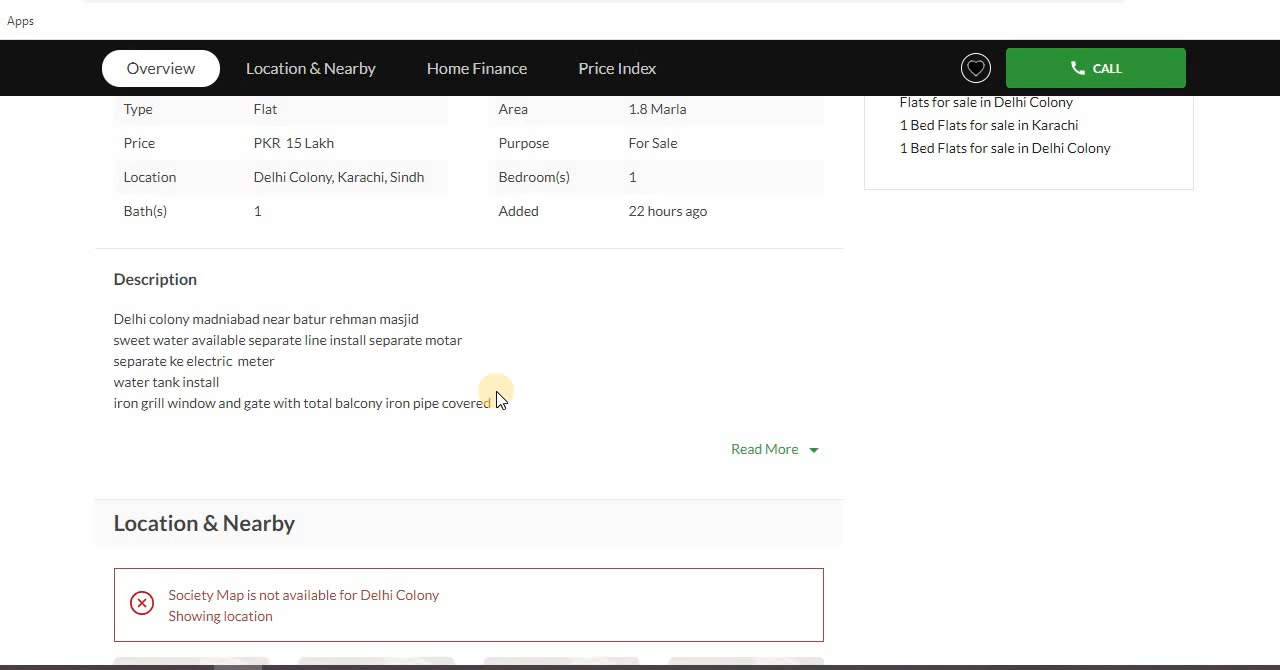 Apps
Overview Location & Nearby Home Finance Price Index CALL
Type Flat Area 1.8 Marla
Price PKR 15 Lakh Purpose For Sale
Location Delhi Colony, Karachi, Sindh Bedroom(s) 1
Bath(s) 1 Added 22 hours ago
Flats for sale in Delhi Colony
1 Bed Flats for sale in Karachi
1 Bed Flats for sale in Delhi Colony
Description
Delhi colony madniabad near batur rehman masjid
sweet water available separate line install separate motar
separate ke electric meter
water tank install
iron grill window and gate with total balcony iron pipe covered
Read More
Location & Nearby
Society Map is not available for Delhi Colony
Showing location